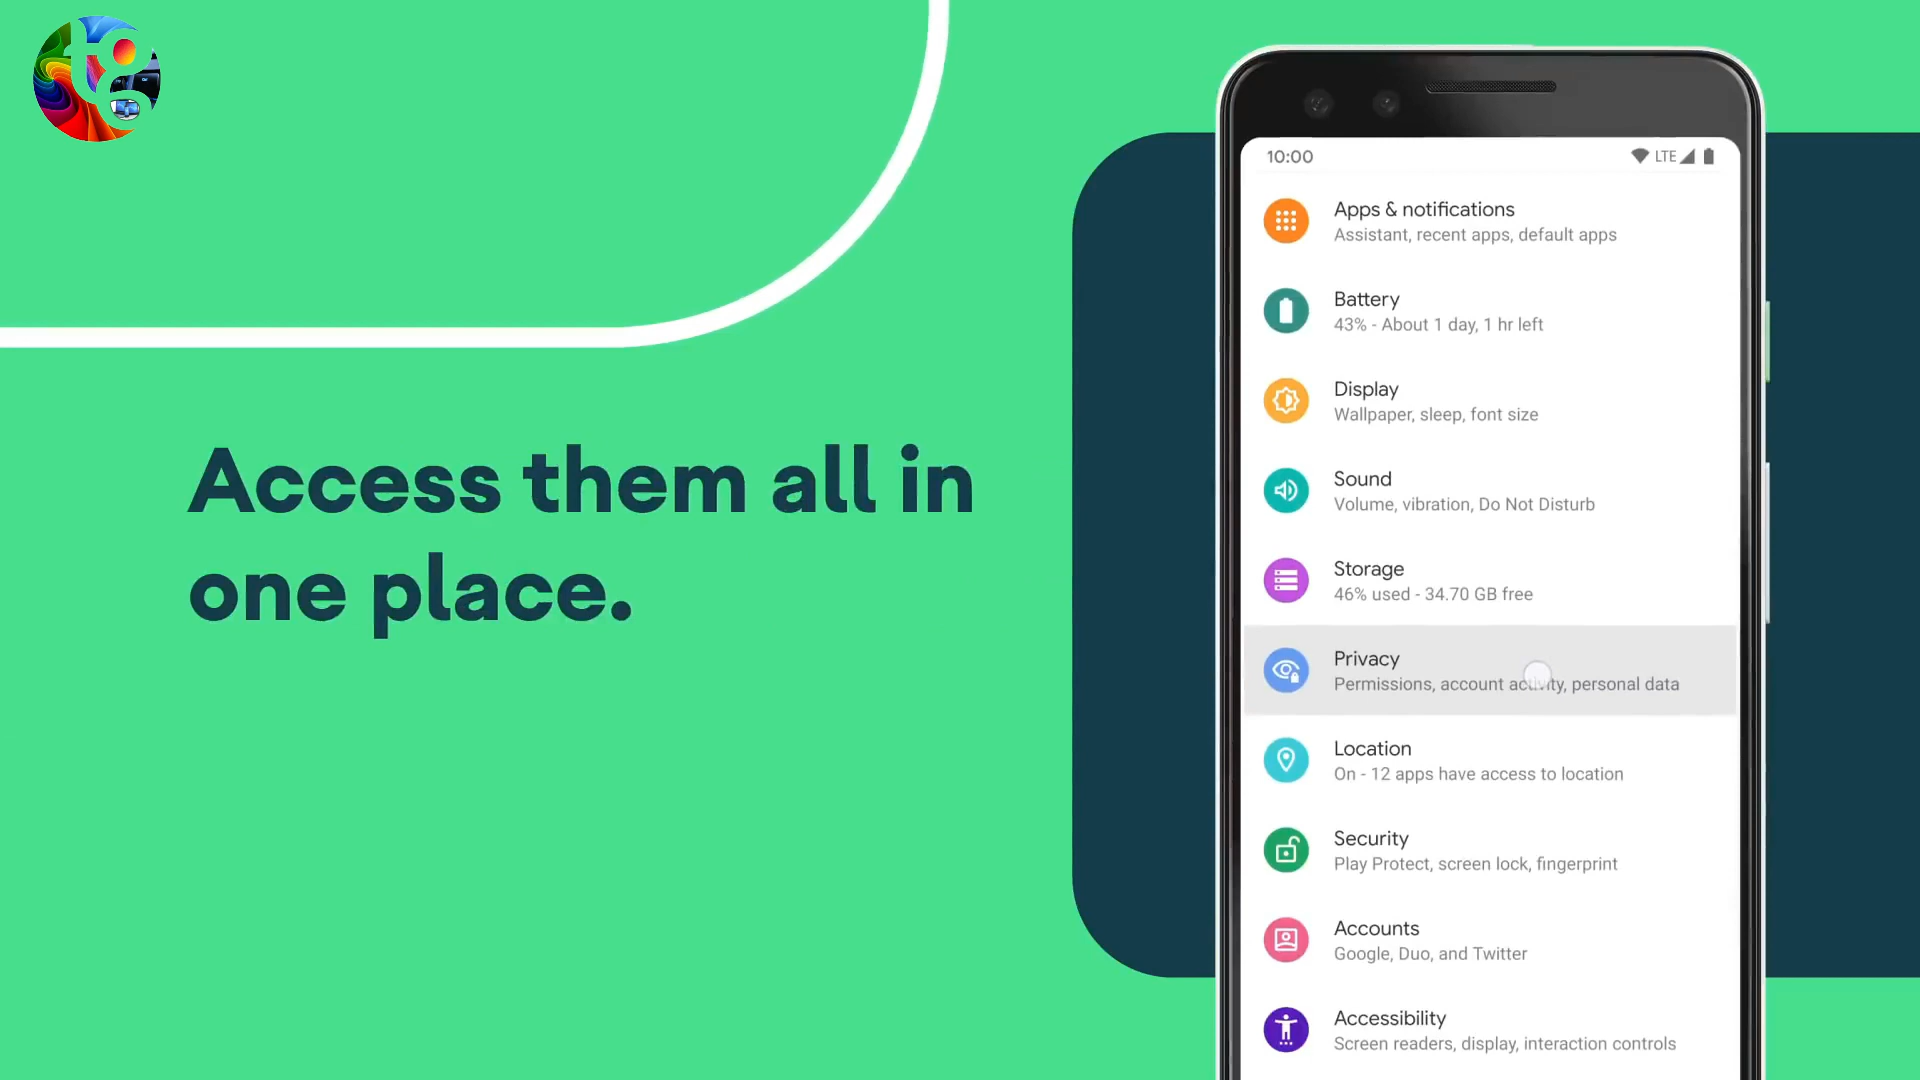 tg
Access them all in
one place.
10:00
LTE
Apps & notifications
Assistant, recent apps, default apps
Battery
43% - About 1 day, 1 hr left
Display
Wallpaper, sleep, font size
Sound
Volume, vibration, Do Not Disturb
Storage
46% used - 34.70 GB free
Privacy
Permissions, account activity, personal data
Location
On - 12 apps have access to location
Security
Play Protect, screen lock, fingerprint
Accounts
Google, Duo, and Twitter
Accessibility
Screen readers, display, interaction controls